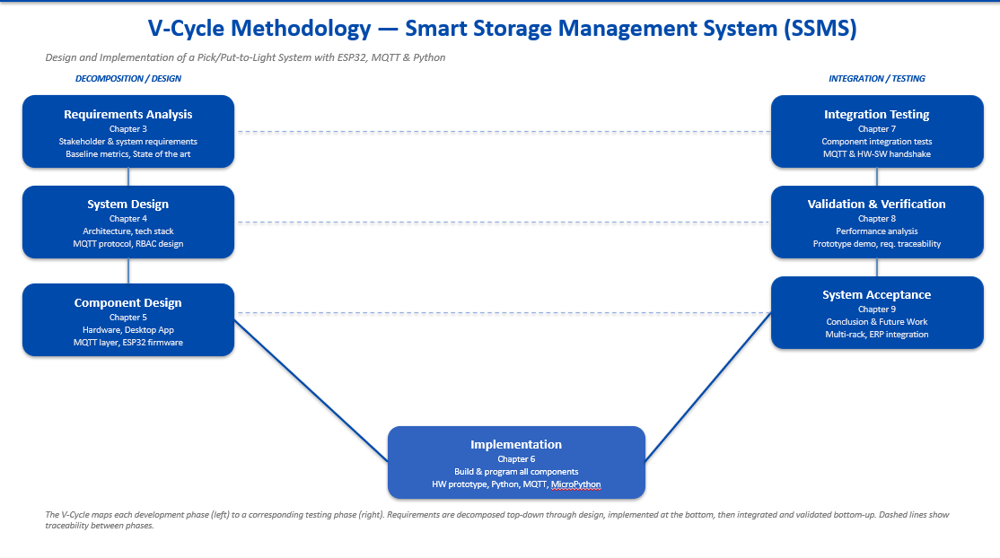 V-Cycle Methodology — Smart Storage Management System (SSMS)
Design and Implementation of a Pick/Put-to-Light System with ESP32, MQTT & Python
DECOMPOSITION / DESIGN
INTEGRATION / TESTING
Requirements Analysis
Chapter 3
Stakeholder & system requirements
Baseline metrics, State of the art
Integration Testing
Chapter 7
Component integration tests
MQTT & HW-SW handshake
System Design
Chapter 4
Architecture, tech stack
MQTT protocol, RBAC design
Validation & Verification
Chapter 8
Performance analysis
Prototype demo, req. traceability
Component Design
Chapter 5
Hardware, Desktop App
MQTT layer, ESP32 firmware
System Acceptance
Chapter 9
Conclusion & Future Work
Multi-rack, ERP integration
Implementation
Chapter 6
Build & program all components
HW prototype, Python, MQTT, MicroPython
The V-Cycle maps each development phase (left) to a corresponding testing phase (right). Requirements are decomposed top-down through design, implemented at the bottom, then integrated and validated bottom-up. Dashed lines show
traceability between phases.